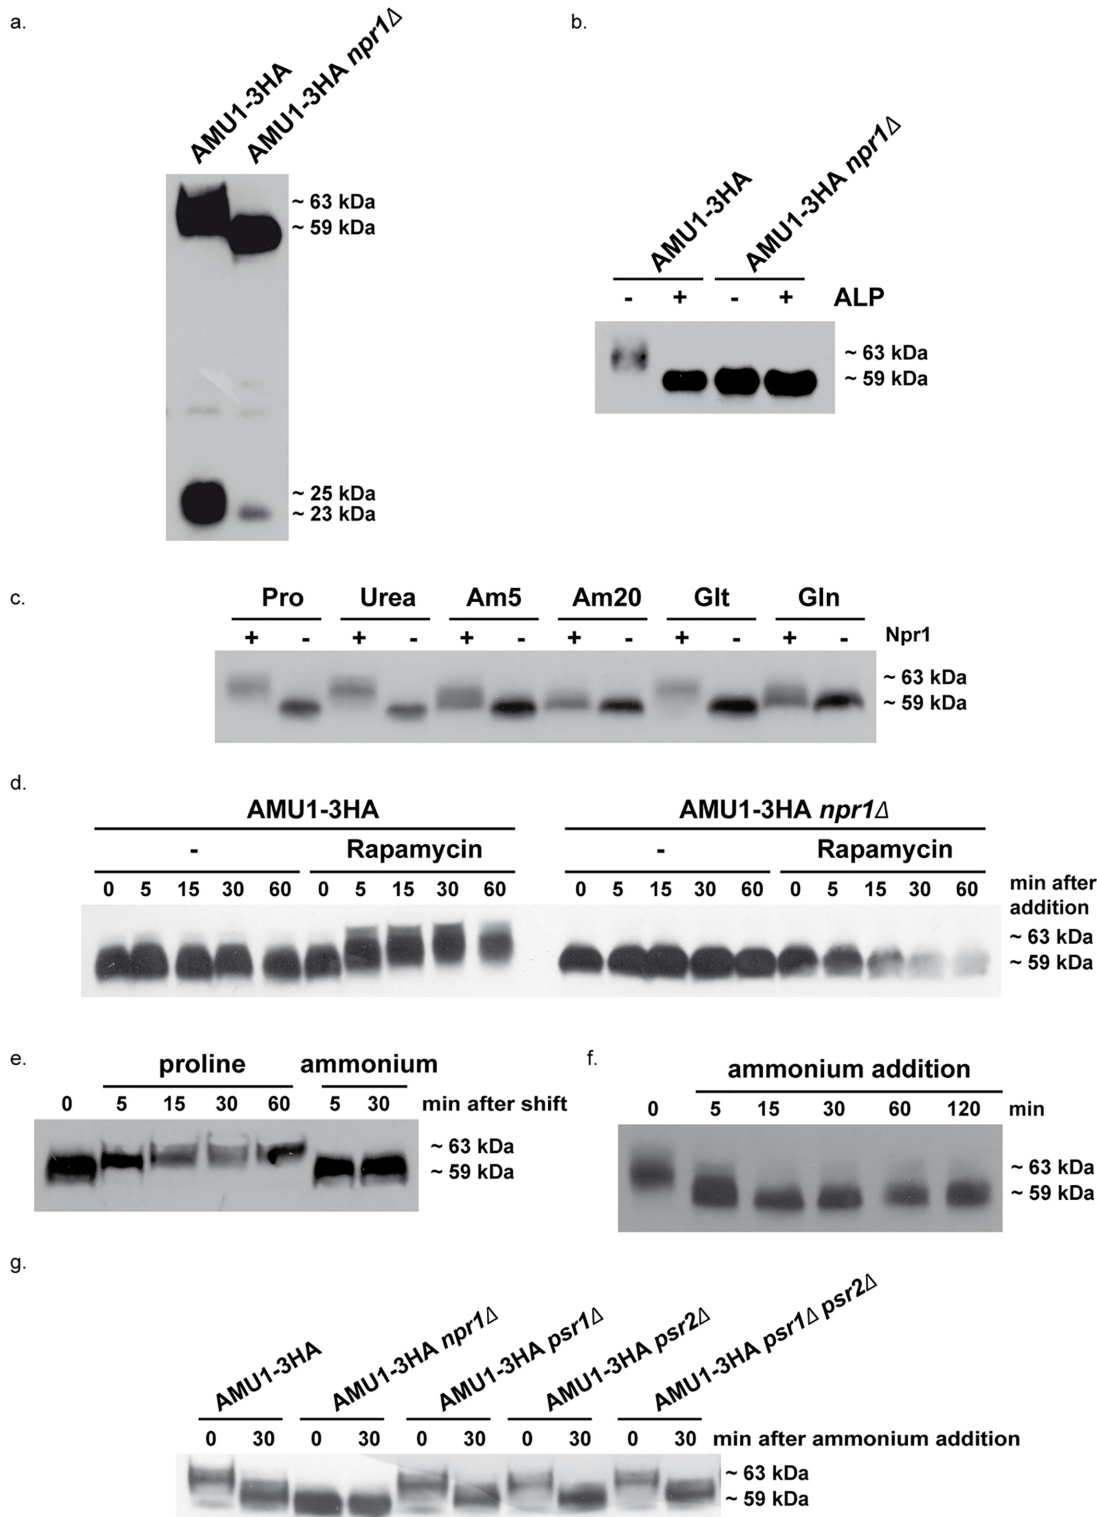 a.
AMU1-3HA
AMU1-3HA npr1Δ
~ 63 kDa
~ 59 kDa
~ 25 kDa
~ 23 kDa
b.
AMU1-3HA
AMU1-3HA npr1Δ
- + - + ALP
~ 63 kDa
~ 59 kDa
c.
Pro Urea Am5 Am20 Glt Gln
+ - + - + - + - + - + - Npr1
~ 63 kDa
~ 59 kDa
d.
AMU1-3HA AMU1-3HA npr1Δ
- Rapamycin - Rapamycin
0 5 15 30 60 0 5 15 30 60 0 5 15 30 60 0 5 15 30 60 min after
addition
~ 63 kDa
~ 59 kDa
e.
proline ammonium
0 5 15 30 60 5 30 min after shift
~ 63 kDa
~ 59 kDa
f.
ammonium addition
0 5 15 30 60 120 min
~ 63 kDa
~ 59 kDa
g.
AMU1-3HA
AMU1-3HA npr1Δ
AMU1-3HA psr1Δ
AMU1-3HA psr2Δ
AMU1-3HA psr1Δ psr2Δ
0 30 0 30 0 30 0 30 0 30 min after ammonium addition
~ 63 kDa
~ 59 kDa